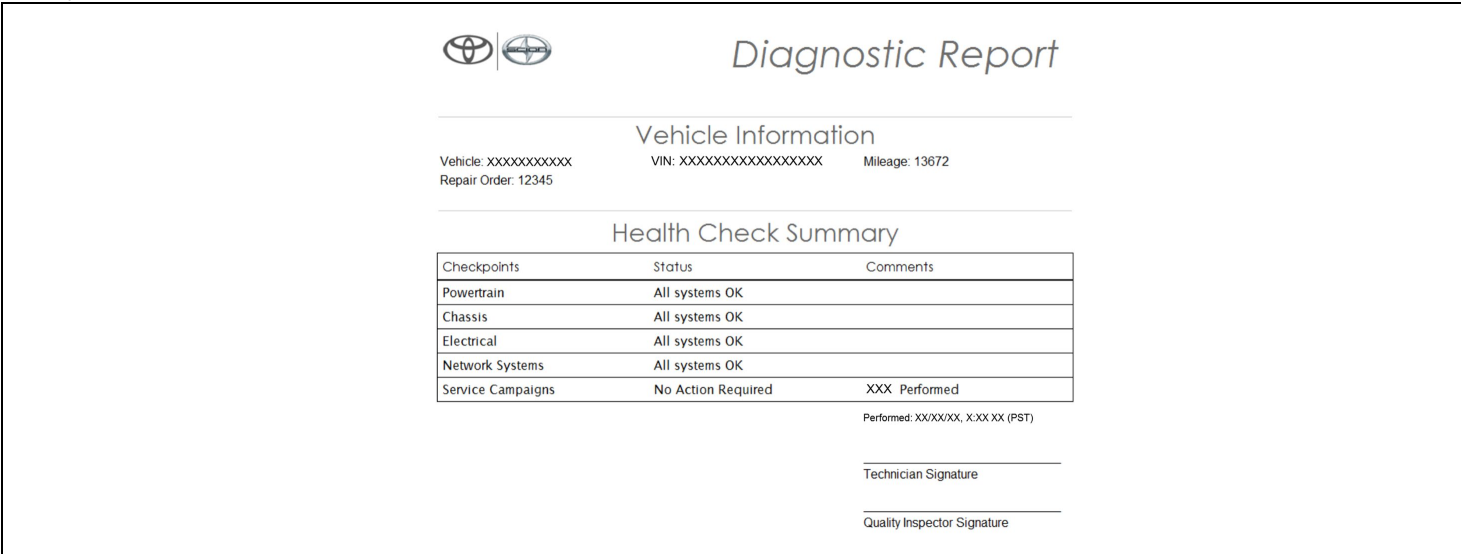 SCION
Diagnostic Report
Vehicle Information
Vehicle: XXXXXXXXXXX VIN: XXXXXXXXXXXXXXXXX Mileage: 13672
Repair Order: 12345
Health Check Summary
Checkpoints Status Comments
Powertrain All systems OK
Chassis All systems OK
Electrical All systems OK
Network Systems All systems OK
Service Campaigns No Action Required XXX Performed
Performed: XX/XX/XX, X:XX XX (PST)
Technician Signature
Quality Inspector Signature